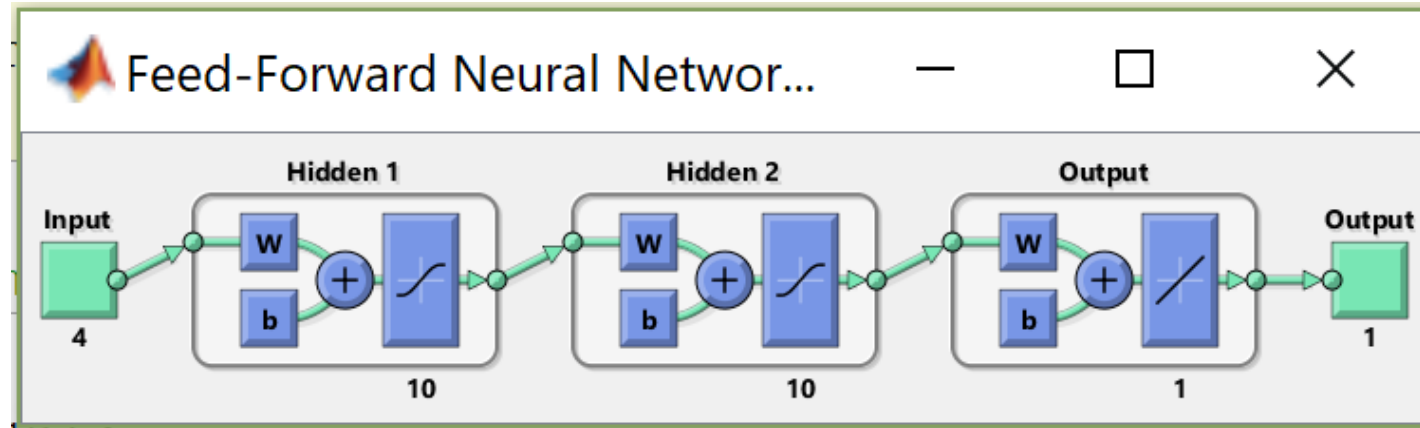 Feed-Forward Neural Networ...
Hidden 1
Hidden 2
Output
Input
Output
W
W
W
b
b
b
4
1
10
10
1